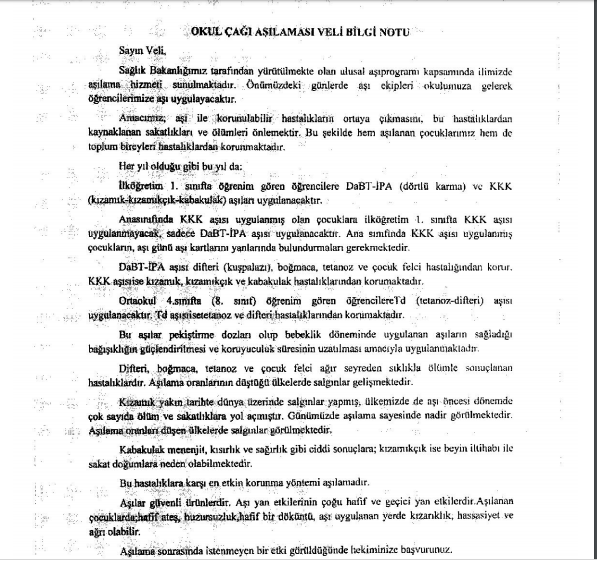 OKUL ÇAĞI AŞILAMASI VELİ BİLGİ NOTU
Sayın Veli,
Sağlık Bakanlığımız tarafından yürütülmekte olan ulusal aşıprogramı kapsamında ilimizde
aşılama hizmeti sunulmaktadır. Önümüzdeki günlerde aşı ekipleri okulumuza gelerek
öğrencilerimize aşı uygulayacaktır.
Amacımız; aşı ile korunulabilir hastalıkların ortaya çıkmasını, bu hastalıklardan
kaynaklanan sakatlıkları ve ölümleri önlemektir. Bu şekilde hem aşılanan çocuklarımız hem de
toplum bireyleri hastalıklardan korunmaktadır.
Her yıl olduğu gibi bu yıl da:
İlköğretim 1. sınıfta öğrenim gören öğrencilere DaBT-İPA (dörtlü karma) ve KKK
(kızamık-kızamıkçık-kabakulak) aşıları uygulanacaktır.
Anasınıfında KKK aşısı uygulanmış olan çocuklara ilköğretim 1. sınıfta KKK aşısı
uygulanmayacak, sadece DaBT-İPA aşısı uygulanacaktır. Ana sınıfında KKK aşısı uygulanmış
çocukların, aşı günü aşı kartlarını yanlarında bulundurmaları gerekmektedir.
DaBT-İPA aşısı difteri (kuşpalazı), boğmaca, tetanoz ve çocuk felci hastalığından korur.
KKK aşısıise kızamık, kızamıkçık ve kabakulak hastalıklarından korumaktadır.
Ortaokul 4.sınıfta (8. sınıf) öğrenim gören öğrencilereTd (tetanoz-difteri) aşısı
uygulanacaktır. Td aşısıisetetanoz ve difteri hastalıklarından korumaktadır.
Bu aşılar pekiştirme dozları olup bebeklik döneminde uygulanan aşıların sağladığı
bağışıklığın güçlendirilmesi ve koruyuculuk süresinin uzatılması amacıyla uygulanmaktadır.
Difteri, boğmaca, tetanoz ve çocuk felci ağır seyreden sıklıkla ölümle sonuçlanan
hastalıklardır. Aşılama oranlarının düştüğü ülkelerde salgınlar gelişmektedir.
Kızamık yakın tarihte dünya üzerinde salgınlar yapmış, ülkemizde de aşı öncesi dönemde
çok sayıda ölüm ve sakatlıklara yol açmıştır. Günümüzde aşılama sayesinde nadir görülmektedir.
Aşılama oranları düşen ülkelerde salgınlar görülmektedir.
Kabakulak menenjit, kısırlık ve sağırlık gibi ciddi sonuçlara; kızamıkçık ise beyin iltihabı ile
sakat doğumlara neden olabilmektedir.
Bu hastalıklara karşı en etkin korunma yöntemi aşılamadır.
Aşılar güvenli ürünlerdir. Aşı yan etkilerinin çoğu hafif ve geçici yan etkilerdir.Aşılanan
çocuklarda;hafif ateş, huzursuzluk,hafif bir döküntü, aşı uygulanan yerde kızarıklık, hassasiyet ve
ağrı olabilir.
Aşılama sonrasında istenmeyen bir etki görüldüğünde hekiminize başvurunuz.